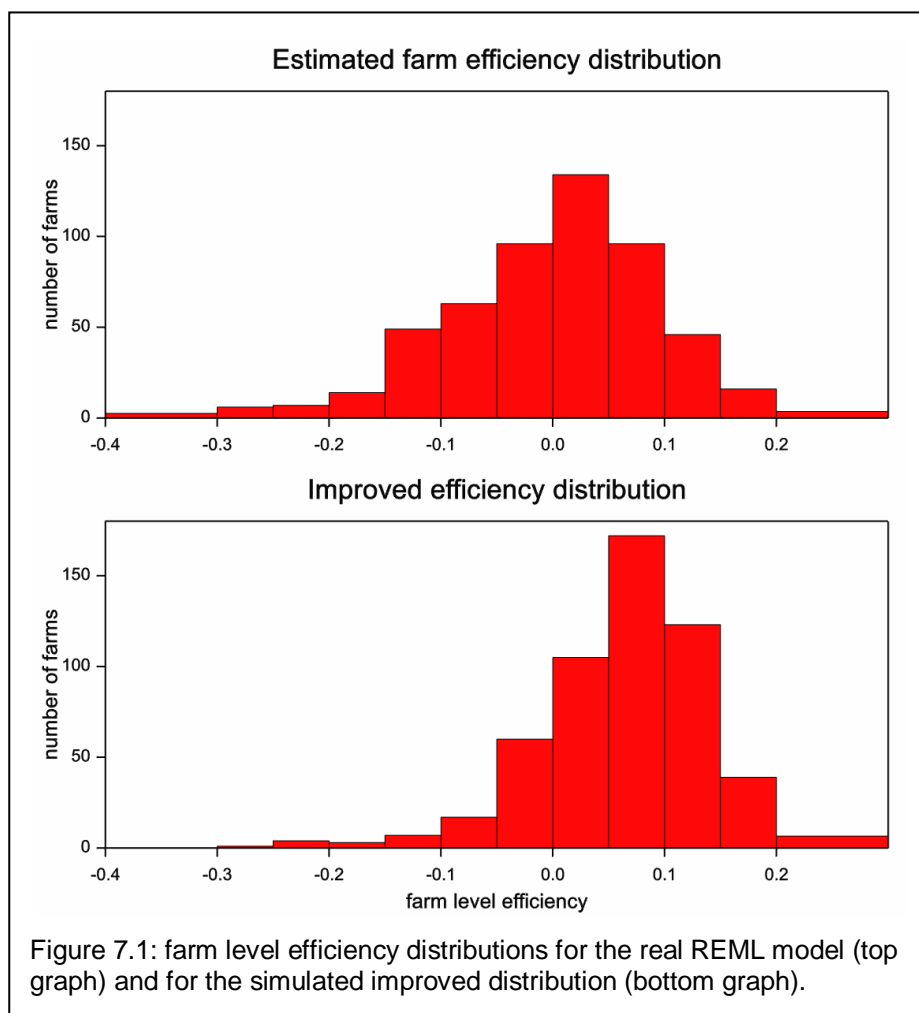 Estimated farm efficiency distribution
number of farms
150
100
50
0
-0.4 -0.3 -0.2 -0.1 0.0 0.1 0.2
Improved efficiency distribution
number of farms
150
100
50
0
-0.4 -0.3 -0.2 -0.1 0.0 0.1 0.2
farm level efficiency
Figure 7.1: farm level efficiency distributions for the real REML model (top
graph) and for the simulated improved distribution (bottom graph).